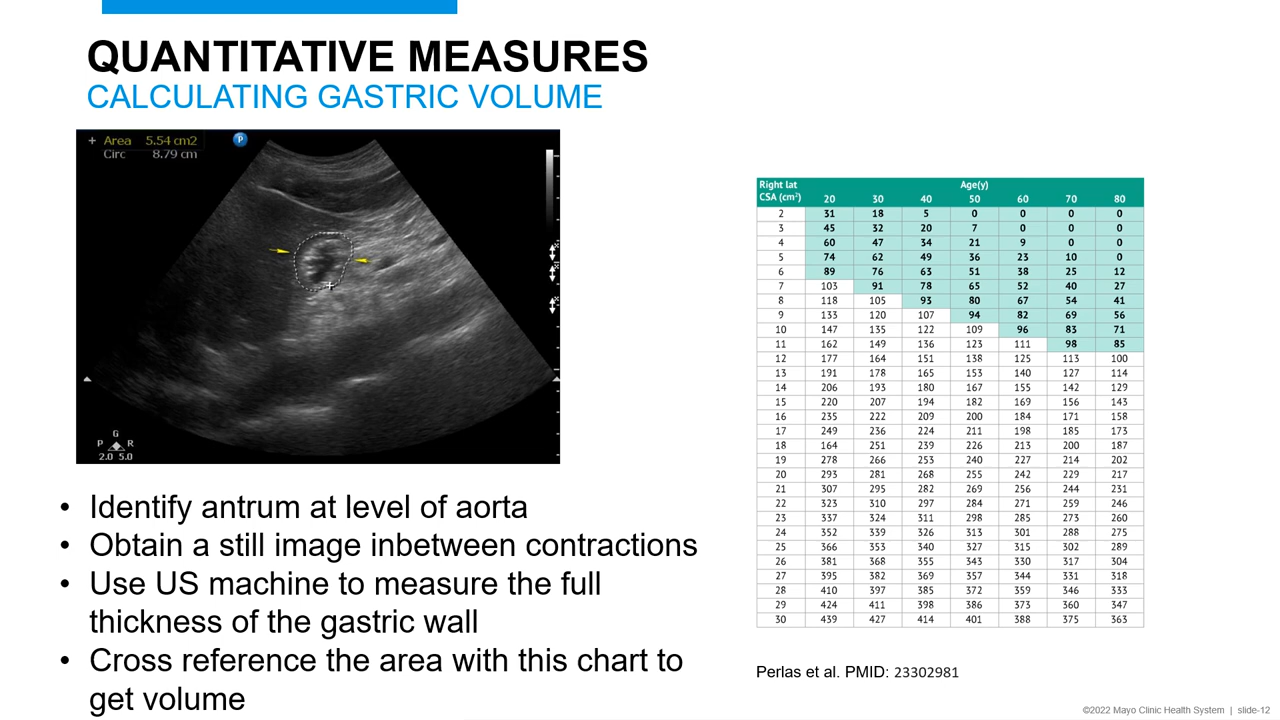 QUANTITATIVE MEASURES
CALCULATING GASTRIC VOLUME
+ Area 5.54 cm2
Circ 8.79 cm
P
G
P R
2.0 5.0
• Identify antrum at level of aorta
• Obtain a still image inbetween contractions
• Use US machine to measure the full
thickness of the gastric wall
• Cross reference the area with this chart to
get volume
Right lat Age(y)
CSA (cm²) 20 30 40 50 60 70 80
2 31 18 5 0 0 0 0
3 45 32 20 7 0 0 0
4 60 47 34 21 9 0 0
5 74 62 49 36 23 10 0
6 89 76 63 51 38 25 12
7 103 91 78 65 52 40 27
8 118 105 93 80 67 54 41
9 133 120 107 94 82 69 56
10 147 135 122 109 96 83 71
11 162 149 136 123 111 98 85
12 177 164 151 138 125 113 100
13 191 178 165 153 140 127 114
14 206 193 180 167 155 142 129
15 220 207 194 182 169 156 143
16 235 222 209 200 184 171 158
17 249 236 224 211 198 185 173
18 164 251 239 226 213 200 187
19 278 266 253 240 227 214 202
20 293 281 268 255 242 229 217
21 307 295 282 269 256 244 231
22 323 310 297 284 271 259 246
23 337 324 311 298 285 273 260
24 352 339 326 313 301 288 275
25 366 353 340 327 315 302 289
26 381 368 355 343 330 317 304
27 395 382 369 357 344 331 318
28 410 397 385 372 359 346 333
29 424 411 398 386 373 360 347
30 439 427 414 401 388 375 363
Perlas et al. PMID: 23302981
©2022 Mayo Clinic Health System | slide-12